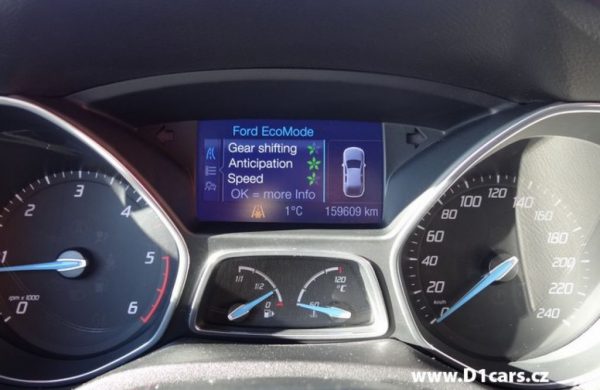 Ford EcoMode
Gear shifting
Anticipation
Speed
OK = more Info
1°C 159609 km
0
1
2
3
4
5
6
rpm x1000
1/1
1/2
0
60
120
°C
0
20
40
60
80
100
120
140
160
180
200
220
240
km/h
www.D1cars.cz